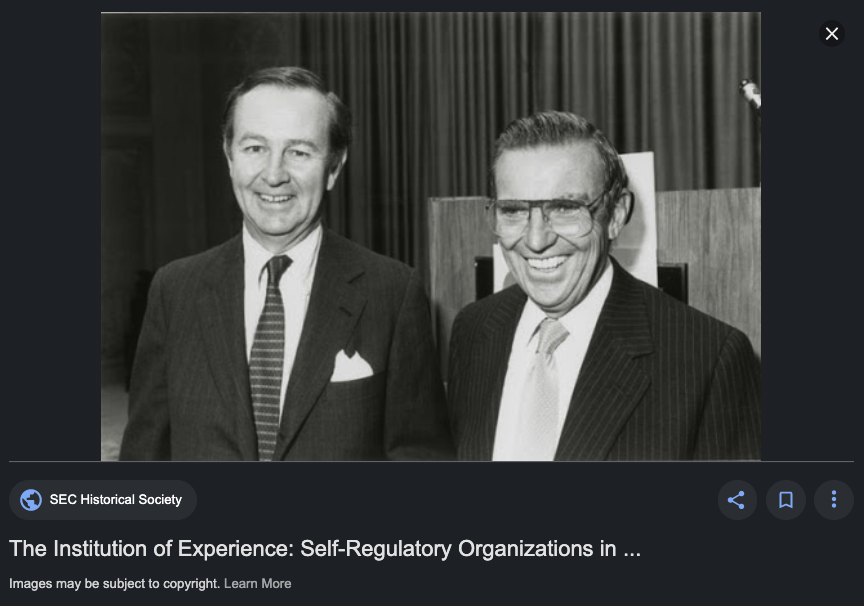 SEC Historical Society
The Institution of Experience: Self-Regulatory Organizations in ...
Images may be subject to copyright. Learn More